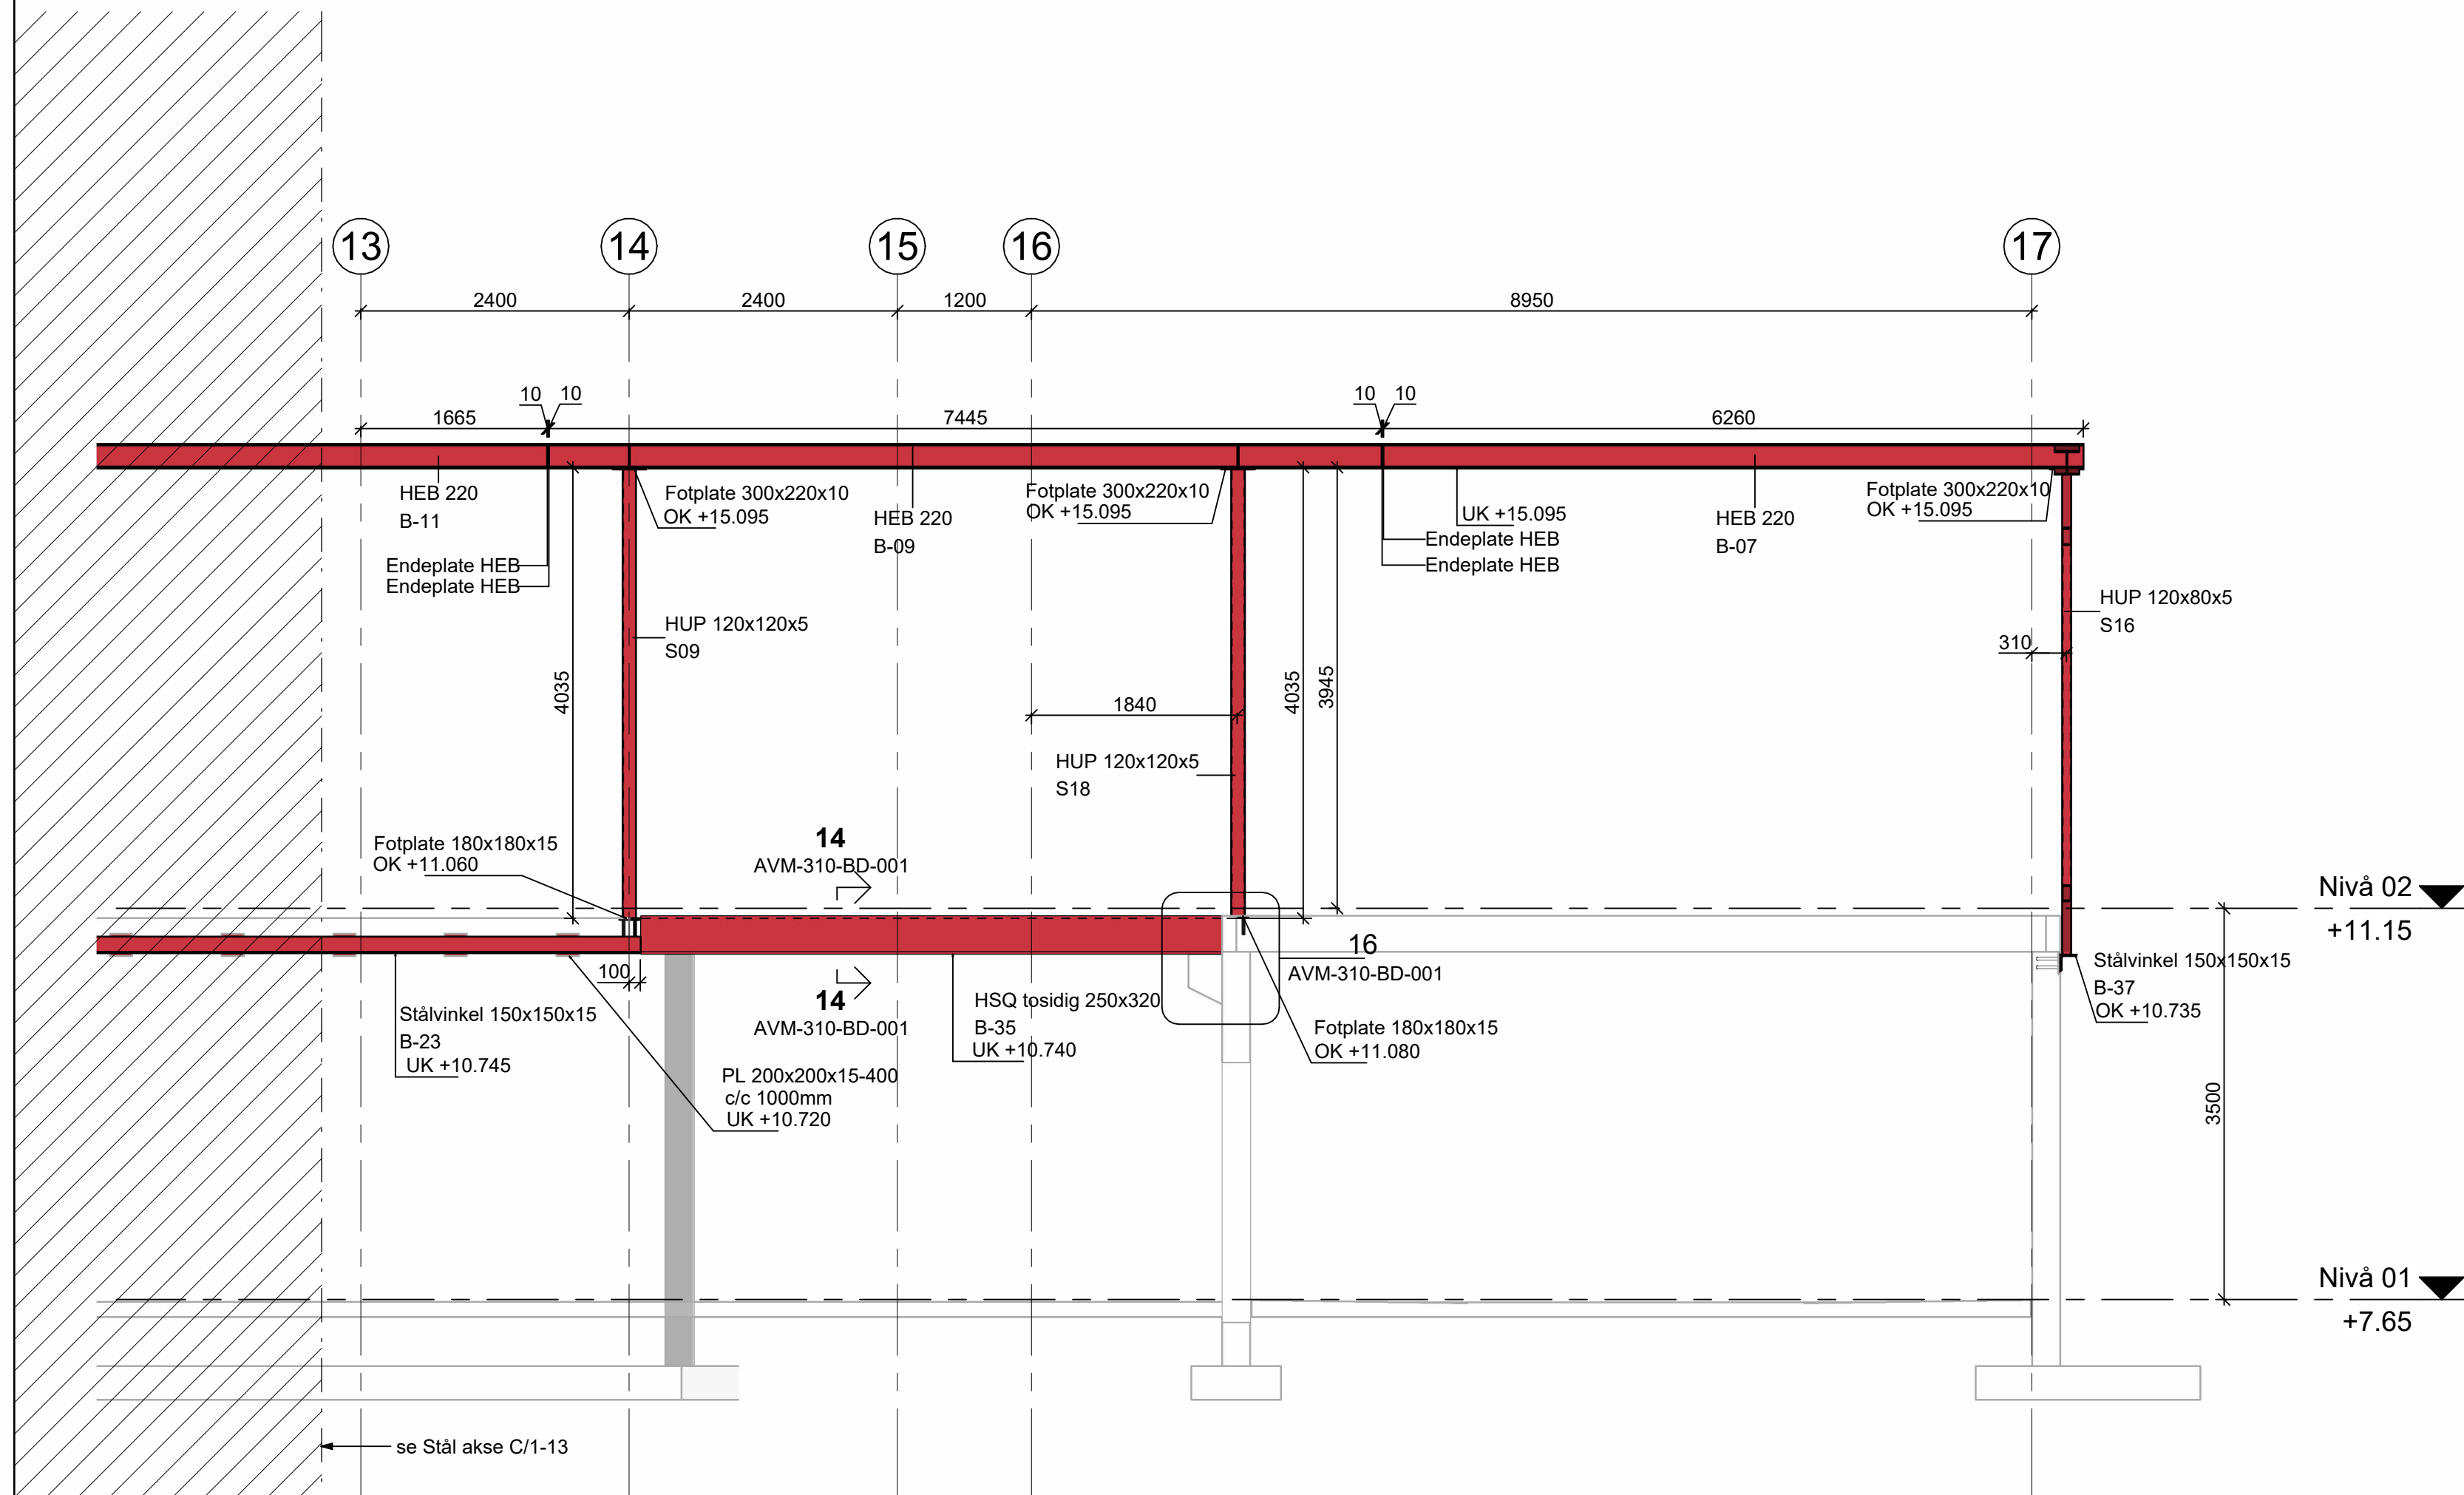 13
14
15
16
17
2400
2400
1200
8950
10
10
10
10
1665
7445
6260
HEB 220
B-11
Fotplate 300x220x10
OK +15.095
HEB 220
B-09
Fotplate 300x220x10
OK +15.095
UK +15.095
Endeplate HEB
Endeplate HEB
HEB 220
B-07
Fotplate 300x220x10
OK +15.095
Endeplate HEB
Endeplate HEB
HUP 120x120x5
S09
HUP 120x80x5
S16
310
4035
4035
3945
1840
HUP 120x120x5
S18
Fotplate 180x180x15
OK +11.060
14
AVM-310-BD-001
Nivå 02
+11.15
16
AVM-310-BD-001
100
14
AVM-310-BD-001
Stålvinkel 150x150x15
B-23
UK +10.745
HSQ tosidig 250x320
B-35
UK +10.740
Stålvinkel 150x150x15
B-37
OK +10.735
Fotplate 180x180x15
OK +11.080
PL 200x200x15-400
c/c 1000mm
UK +10.720
3500
Nivå 01
+7.65
se Stål akse C/1-13